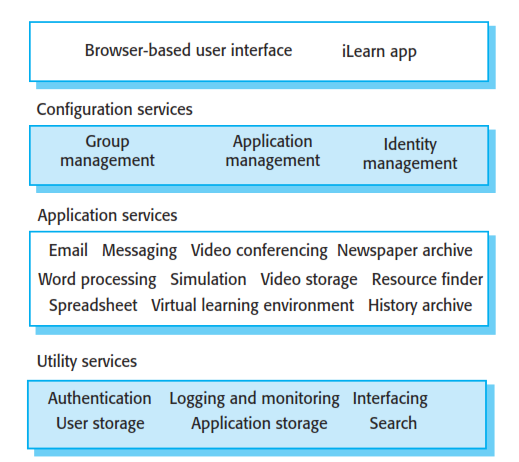 Browser-based user interface iLearn app
Configuration services
Group management Application management Identity management
Application services
Email Messaging Video conferencing Newspaper archive
Word processing Simulation Video storage Resource finder
Spreadsheet Virtual learning environment History archive
Utility services
Authentication Logging and monitoring Interfacing
User storage Application storage Search